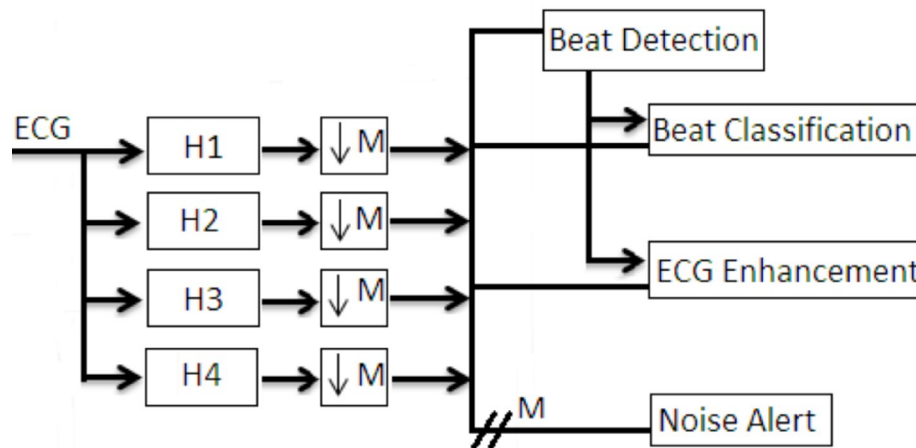 Beat Detection
ECG
H1
↓ M
Beat Classification
H2
↓ M
ECG Enhancement
H3
↓ M
H4
↓ M
M
Noise Alert